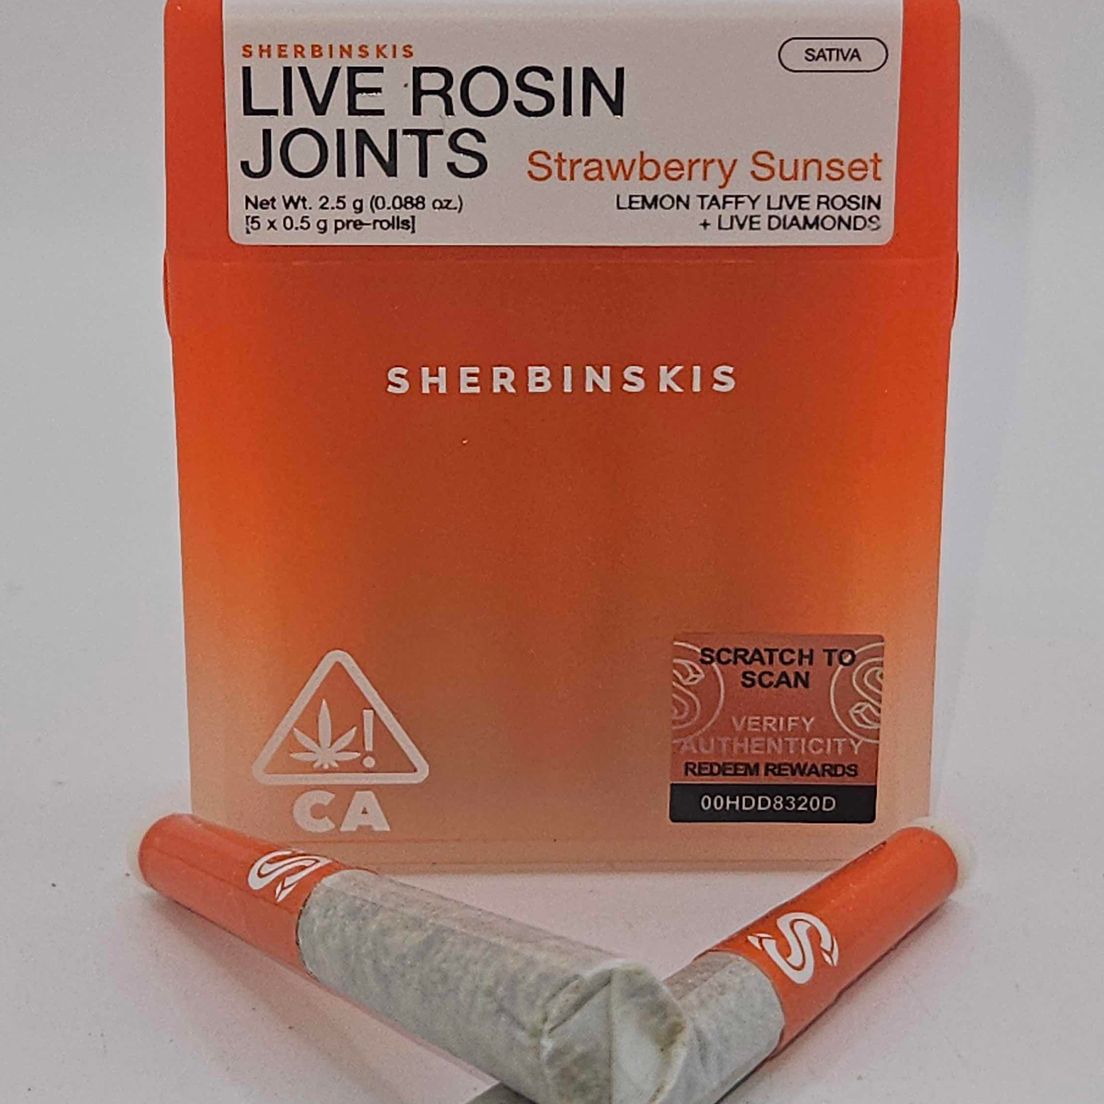 SHERBINSKIS
SATIVA
LIVE ROSIN
JOINTS
Strawberry Sunset
Net Wt. 2.5 g (0.088 oz.)
[5 x 0.5 g pre-rolls]
LEMON TAFFY LIVE ROSIN
+ LIVE DIAMONDS
SHERBINSKIS
SCRATCH TO
SCAN
VERIFY
AUTHENTICITY
REDEEM REWARDS
00HDD8320D
CA